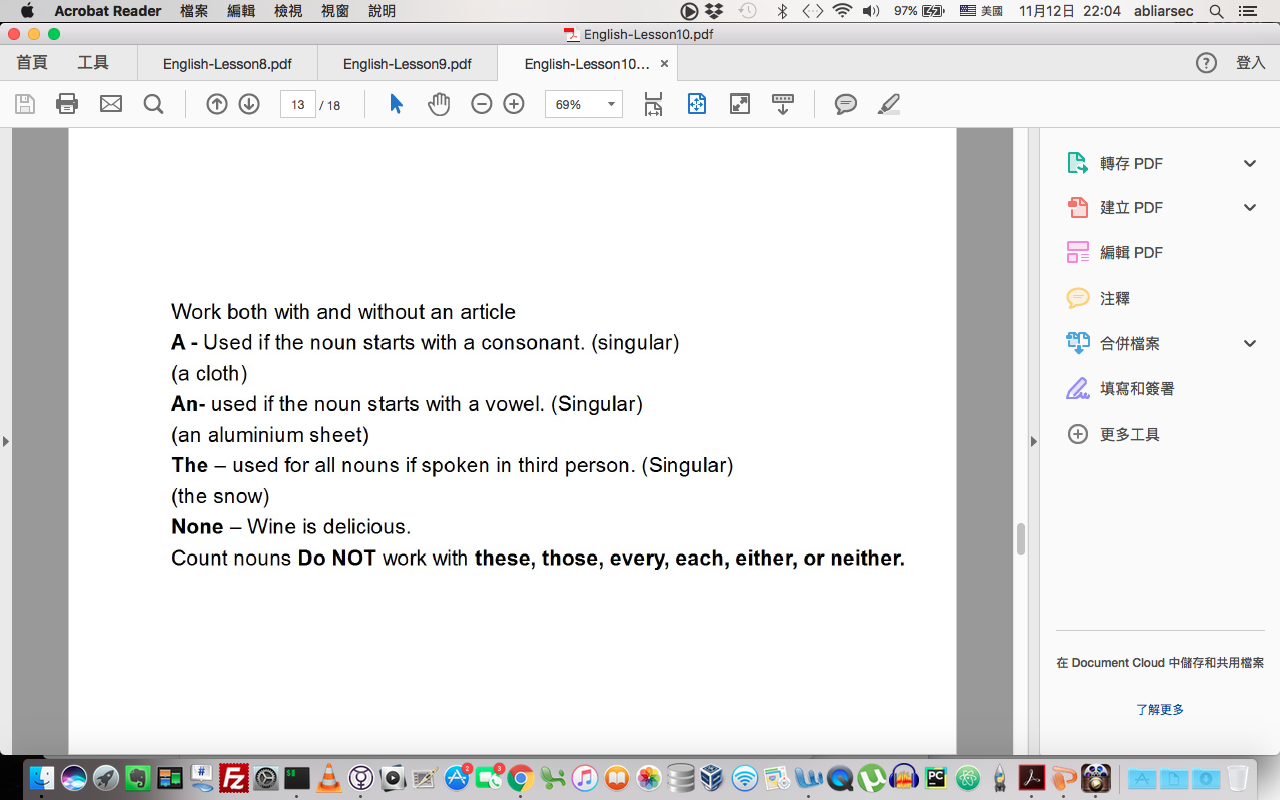 Acrobat Reader 檔案 編輯 檢視 視窗 說明 97% 美國 11月12日 22:04 abliarsec
English-Lesson10.pdf
首頁 工具 English-Lesson8.pdf English-Lesson9.pdf English-Lesson10... × ? 登入
13 / 18 69%
轉存 PDF
建立 PDF
編輯 PDF
注釋
合併檔案
填寫和簽署
更多工具
Work both with and without an article
A - Used if the noun starts with a consonant. (singular)
(a cloth)
An- used if the noun starts with a vowel. (Singular)
(an aluminium sheet)
The – used for all nouns if spoken in third person. (Singular)
(the snow)
None – Wine is delicious.
Count nouns Do NOT work with these, those, every, each, either, or neither.
在 Document Cloud 中儲存和共用檔案
了解更多
# Fz $$ 2 3 PC